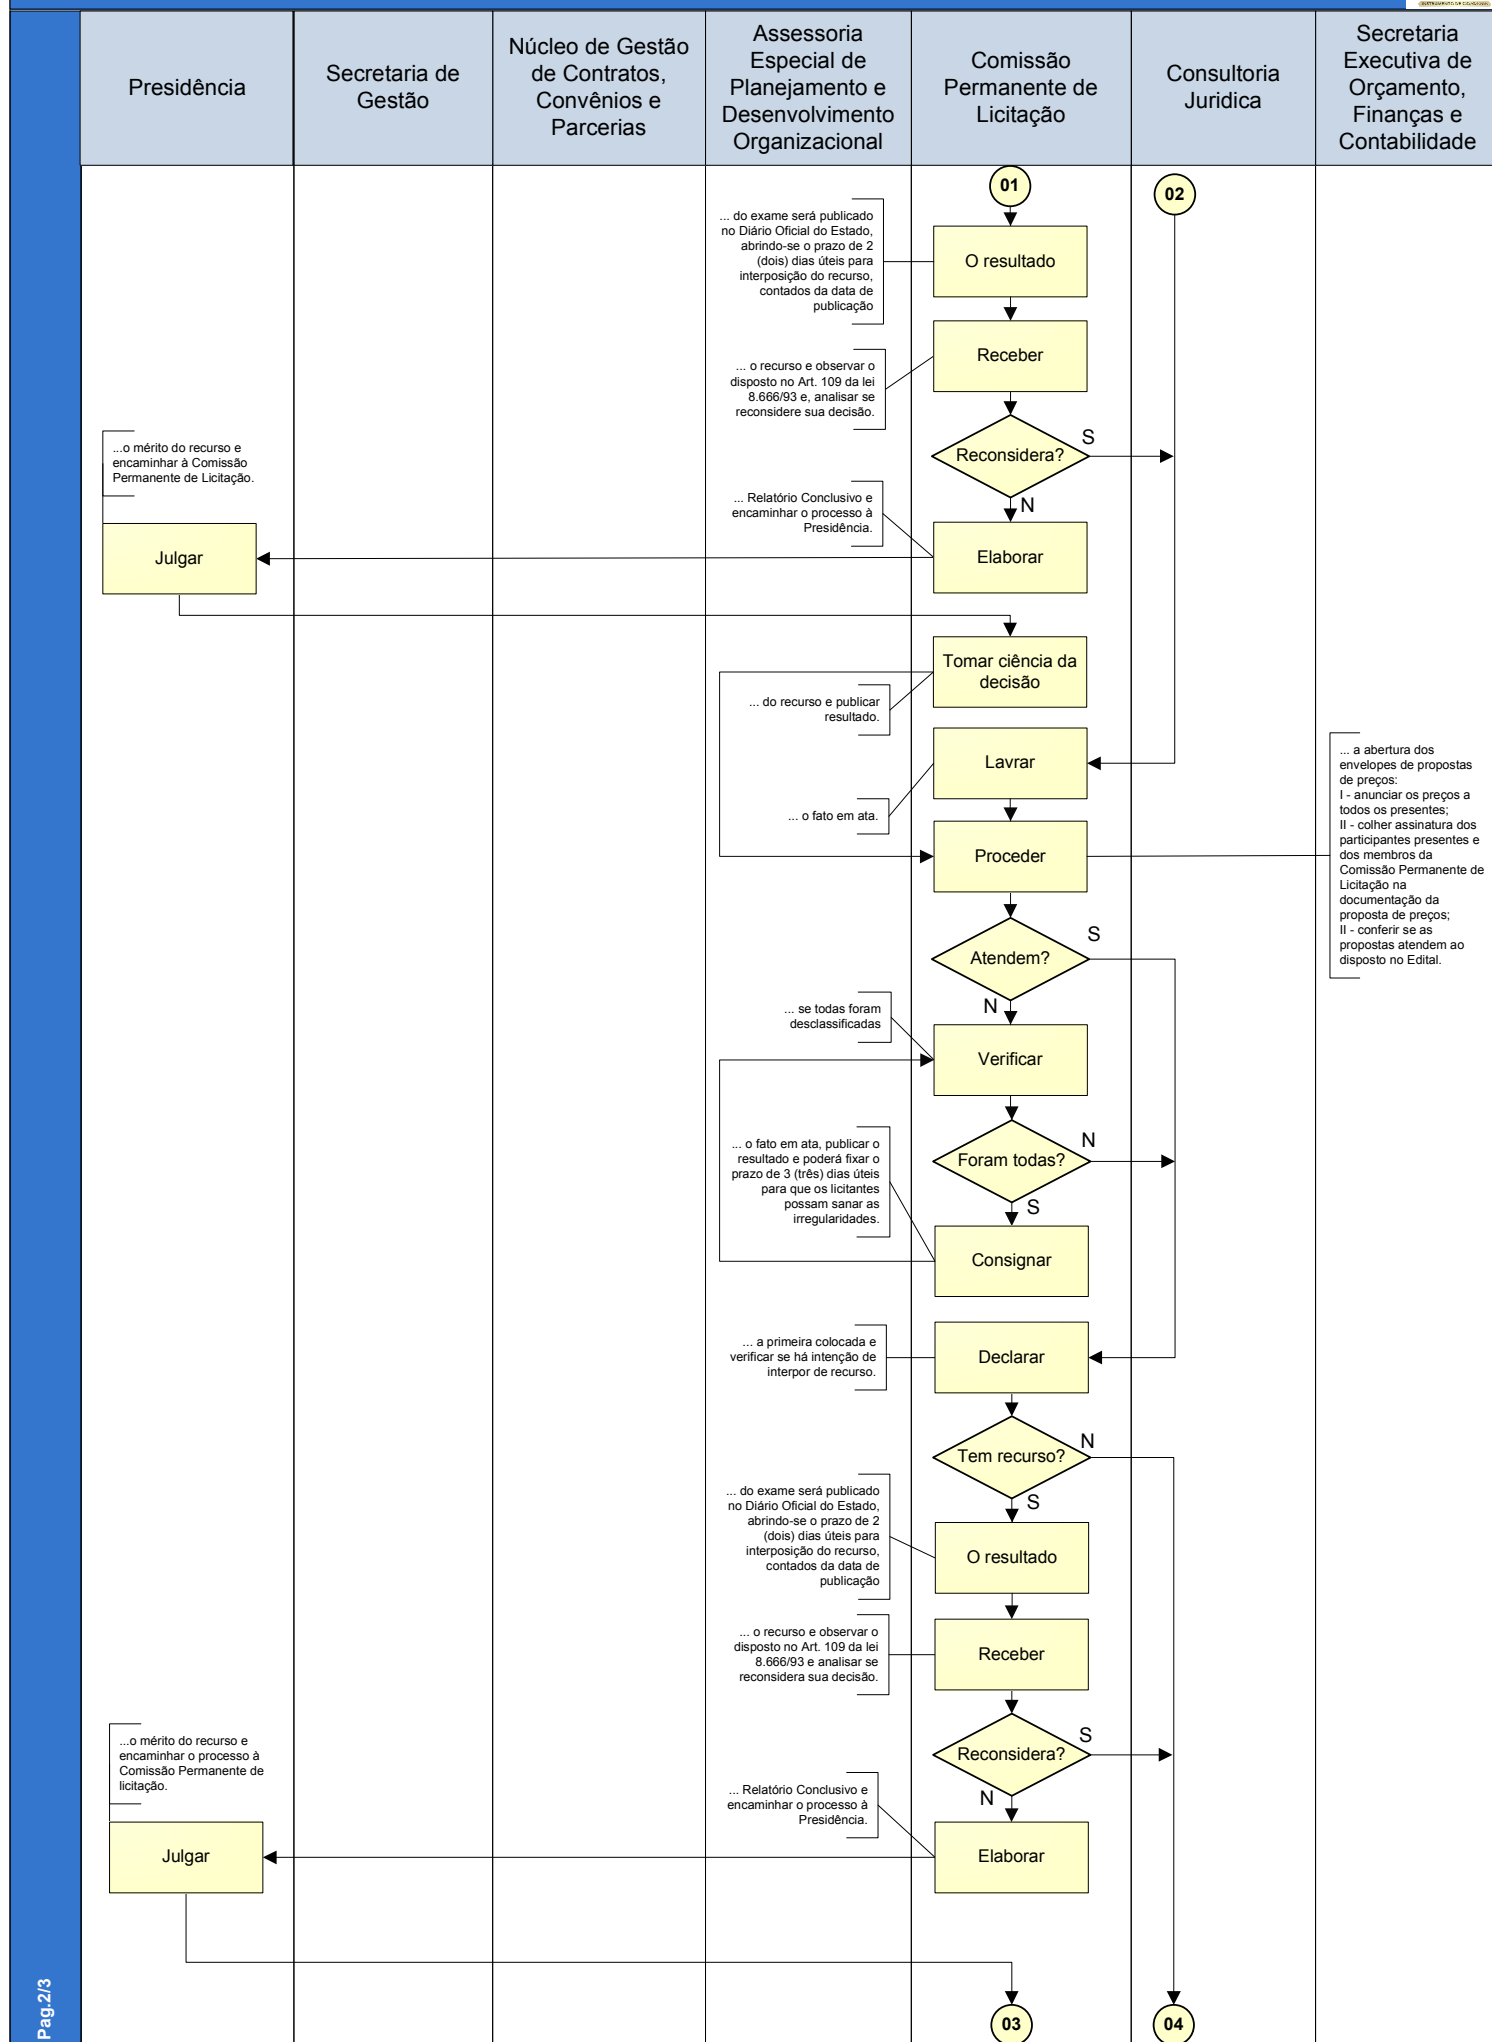 Presidência
Secretaria de
Gestão
Núcleo de Gestão
de Contratos,
Convênios e
Parcerias
Assessoria
Especial de
Planejamento e
Desenvolvimento
Organizacional
Comissão
Permanente de
Licitação
Consultoria
Juridica
Secretaria
Executiva de
Orçamento,
Finanças e
Contabilidade
01
02
... do exame será publicado
no Diário Oficial do Estado,
abrindo-se o prazo de 2
(dois) dias úteis para
interposição do recurso,
contados da data de
publicação
O resultado
... o recurso e observar o
disposto no Art. 109 da lei
8.666/93 e, analisar se
reconsidere sua decisão.
Receber
Reconsidera?
S
N
...o mérito do recurso e
encaminhar à Comissão
Permanente de Licitação.
... Relatório Conclusivo e
encaminhar o processo à
Presidência.
Julgar
Elaborar
Tomar ciência da
decisão
... do recurso e publicar
resultado.
Lavrar
... o fato em ata.
Proceder
... a abertura dos
envelopes de propostas
de preços:
I - anunciar os preços a
todos os presentes;
II - colher assinatura dos
participantes presentes e
dos membros da
Comissão Permanente de
Licitação na
documentação da
proposta de preços;
II - conferir se as
propostas atendem ao
disposto no Edital.
Atendem?
S
N
... se todas foram
desclassificadas
Verificar
Foram todas?
N
S
... o fato em ata, publicar o
resultado e poderá fixar o
prazo de 3 (três) dias úteis
para que os licitantes
possam sanar as
irregularidades.
Consignar
... a primeira colocada e
verificar se há intenção de
interpor de recurso.
Declarar
Tem recurso?
N
S
... do exame será publicado
no Diário Oficial do Estado,
abrindo-se o prazo de 2
(dois) dias úteis para
interposição do recurso,
contados da data de
publicação
O resultado
... o recurso e observar o
disposto no Art. 109 da lei
8.666/93 e analisar se
reconsidera sua decisão.
Receber
Reconsidera?
S
N
...o mérito do recurso e
encaminhar o processo à
Comissão Permanente de
licitação.
... Relatório Conclusivo e
encaminhar o processo à
Presidência.
Julgar
Elaborar
03
04
Pag.2/3